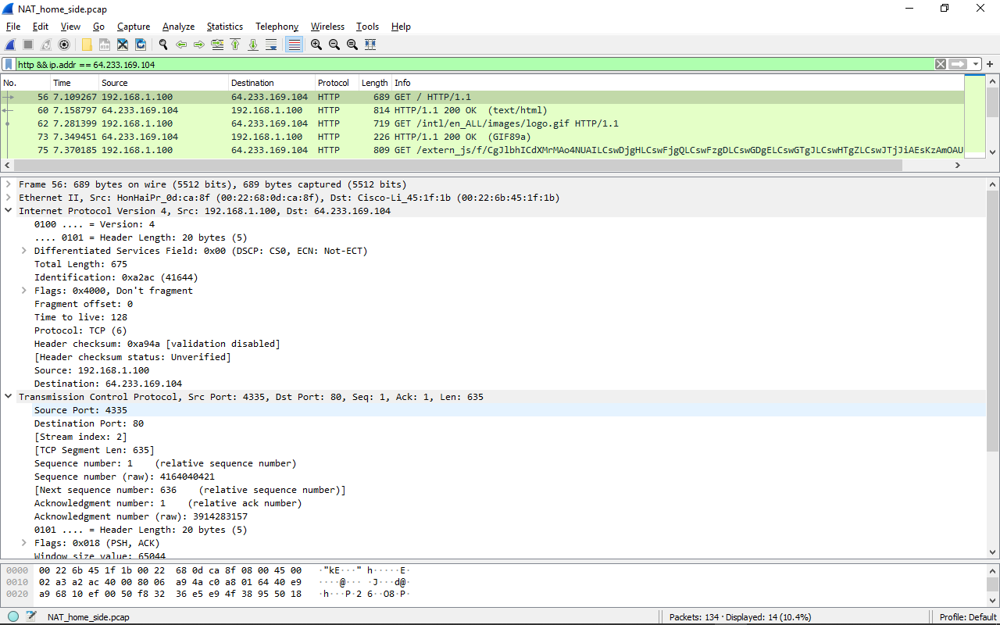 NAT_home_side.pcap
File Edit View Go Capture Analyze Statistics Telephony Wireless Tools Help
http && ip.addr == 64.233.169.104
No. Time Source Destination Protocol Length Info
56 7.109267 192.168.1.100 64.233.169.104 HTTP 689 GET / HTTP/1.1
60 7.158797 64.233.169.104 192.168.1.100 HTTP 814 HTTP/1.1 200 OK (text/html)
62 7.281399 192.168.1.100 64.233.169.104 HTTP 719 GET /intl/en_ALL/images/logo.gif HTTP/1.1
73 7.349451 64.233.169.104 192.168.1.100 HTTP 226 HTTP/1.1 200 OK (GIF89a)
75 7.370185 192.168.1.100 64.233.169.104 HTTP 809 GET /extern_js/f/CgJlbhICdXMrMAo4NUAILCswDjgHLCswFjgQLCswFzgDLCswGDgELCswGTgJLCswHTgZLCswJTjJiAEsKzAmOAU
Frame 56: 689 bytes on wire (5512 bits), 689 bytes captured (5512 bits)
Ethernet II, Src: HonHaiPr_0d:ca:8f (00:22:68:0d:ca:8f), Dst: Cisco-Li_45:1f:1b (00:22:6b:45:1f:1b)
Internet Protocol Version 4, Src: 192.168.1.100, Dst: 64.233.169.104
0100 .... = Version: 4
.... 0101 = Header Length: 20 bytes (5)
Differentiated Services Field: 0x00 (DSCP: CS0, ECN: Not-ECT)
Total Length: 675
Identification: 0xa2ac (41644)
Flags: 0x4000, Don't fragment
Fragment offset: 0
Time to live: 128
Protocol: TCP (6)
Header checksum: 0xa94a [validation disabled]
[Header checksum status: Unverified]
Source: 192.168.1.100
Destination: 64.233.169.104
Transmission Control Protocol, Src Port: 4335, Dst Port: 80, Seq: 1, Ack: 1, Len: 635
Source Port: 4335
Destination Port: 80
[Stream index: 2]
[TCP Segment Len: 635]
Sequence number: 1 (relative sequence number)
Sequence number (raw): 4164040421
[Next sequence number: 636 (relative sequence number)]
Acknowledgment number: 1 (relative ack number)
Acknowledgment number (raw): 3914283157
0101 .... = Header Length: 20 bytes (5)
Flags: 0x018 (PSH, ACK)
Window size value: 65044
0000 00 22 6b 45 1f 1b 00 22 68 0d ca 8f 08 00 45 00 ·"kE···" h·····E·
0010 02 a3 a2 ac 40 00 80 06 a9 4a c0 a8 01 64 40 e9 ····@··· ·J···d@·
0020 a9 68 10 ef 00 50 f8 32 36 e5 e9 4f 38 95 50 18 ·h···P·2 6··O8·P·
NAT_home_side.pcap Packets: 134 · Displayed: 14 (10.4%) Profile: Default